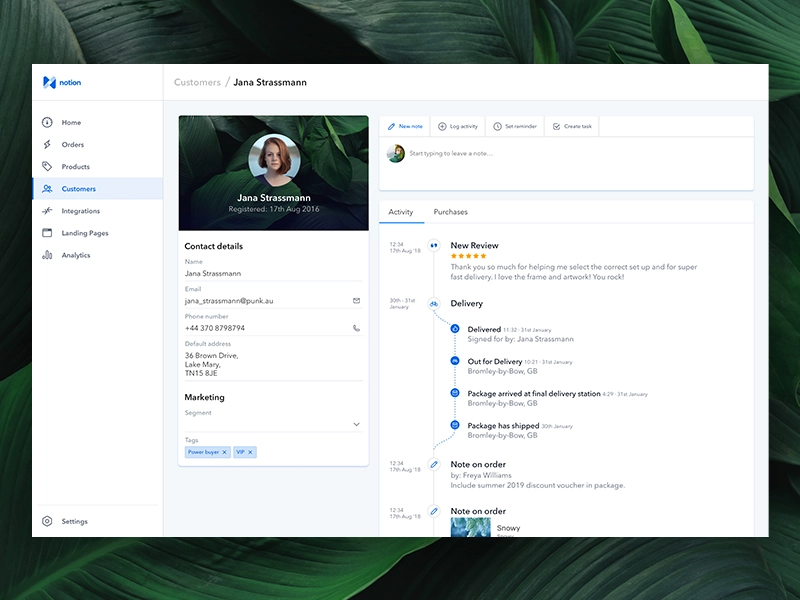 notion
Customers / Jana Strassmann
Home
Orders
Products
Customers
Integrations
Landing Pages
Analytics
Settings
Jana Strassmann
Registered: 17th Aug 2016
Contact details
Name
Jana Strassmann
Email
jana_strassmann@punk.au
Phone number
+44 370 8798794
Default address
36 Brown Drive,
Lake Mary,
TN15 8JE
Marketing
Segment
Tags
Power buyer ×
VIP ×
New note
Log activity
Set reminder
Create task
Start typing to leave a note...
Activity
Purchases
12:34
17th Aug '18
New Review
Thank you so much for helping me select the correct set up and for super
fast delivery. I love the frame and artwork! You rock!
30th - 31st
January
Delivery
Delivered 11:32 - 31st January
Signed for by: Jana Strassmann
Out for Delivery 10:21 - 31st January
Bromley-by-Bow, GB
Package arrived at final delivery station 4:29 - 31st January
Bromley-by-Bow, GB
Package has shipped 30th January
Bromley-by-Bow, GB
12:34
17th Aug '18
Note on order
by: Freya Williams
Include summer 2019 discount voucher in package.
12:34
17th Aug '18
Note on order
Snowy